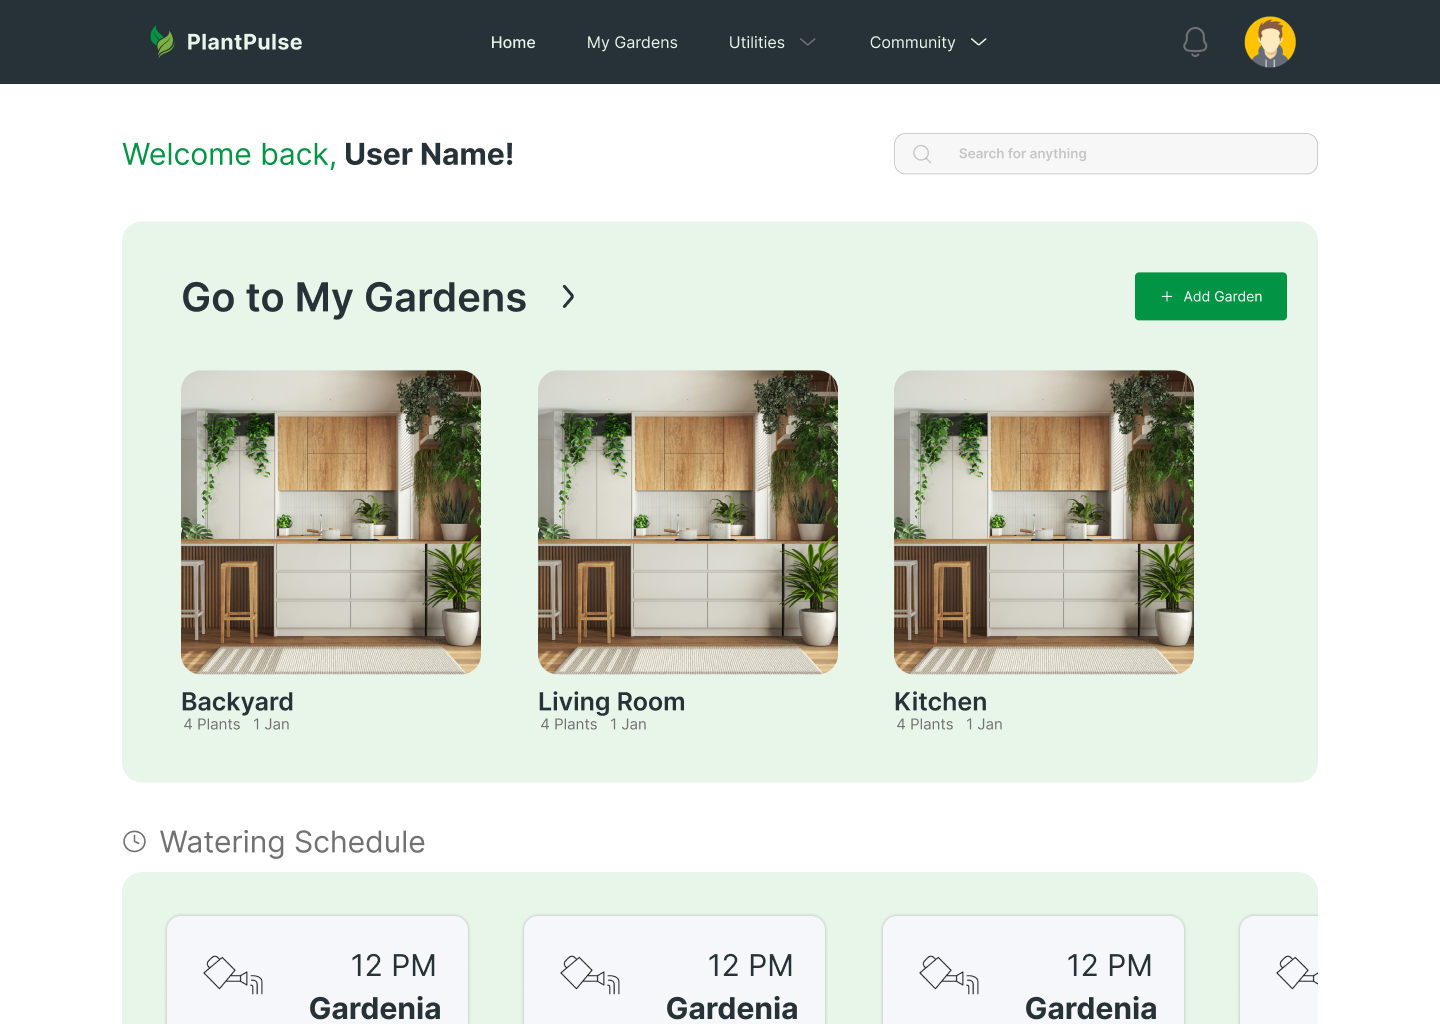 PlantPulse
Home
My Gardens
Utilities
Community
Welcome back, User Name!
Search for anything
Go to My Gardens
+ Add Garden
Backyard
4 Plants 1 Jan
Living Room
4 Plants 1 Jan
Kitchen
4 Plants 1 Jan
Watering Schedule
12 PM
Gardenia
12 PM
Gardenia
12 PM
Gardenia